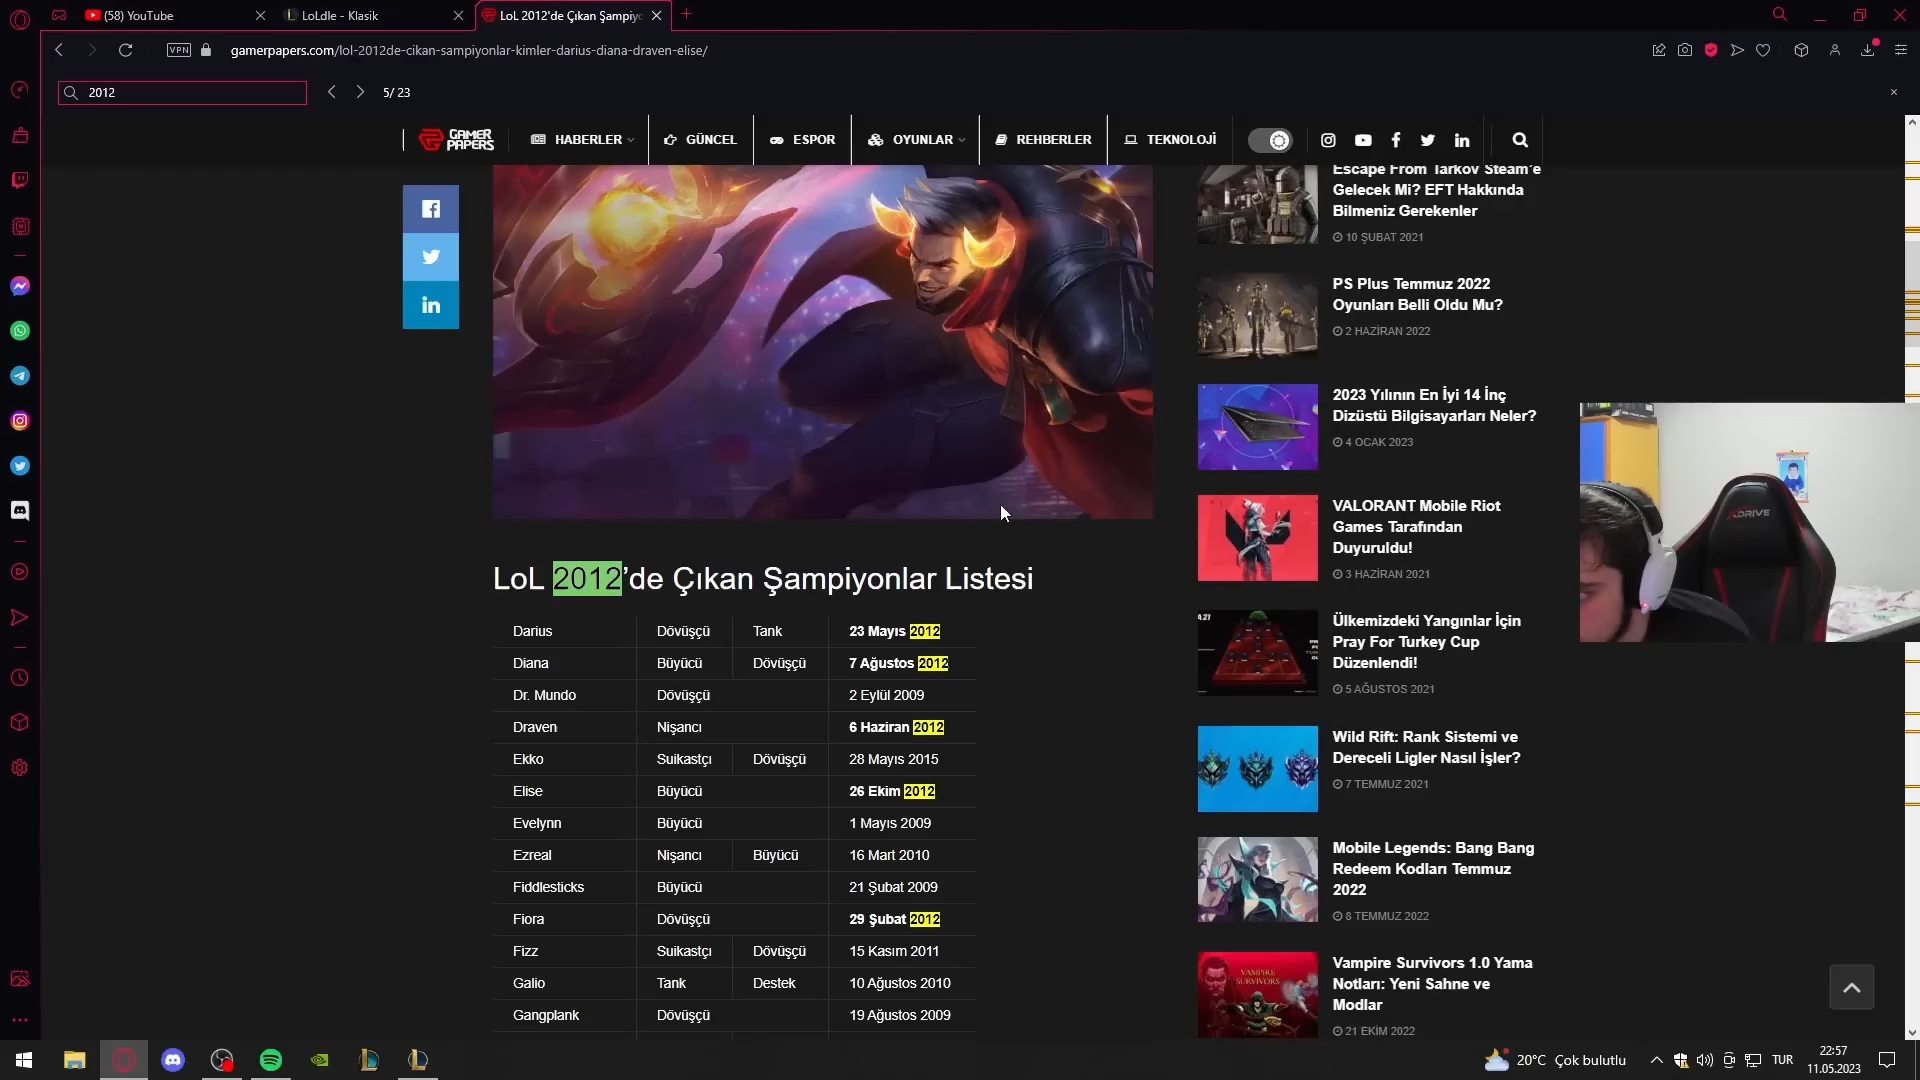 (58) YouTube
LoLdle - Klasik
LoL 2012'de Çıkan Şampiyo
VPN
gamerpapers.com/lol-2012de-cikan-sampiyonlar-kimler-darius-diana-draven-elise/
2012
5/ 23
GAMER PAPERS
HABERLER
GÜNCEL
ESPOR
OYUNLAR
REHBERLER
TEKNOLOJİ
Escape From Tarkov Steam'e
Gelecek Mi? EFT Hakkında
Bilmeniz Gerekenler
10 ŞUBAT 2021
PS Plus Temmuz 2022
Oyunları Belli Oldu Mu?
2 HAZİRAN 2022
2023 Yılının En İyi 14 İnç
Dizüstü Bilgisayarları Neler?
4 OCAK 2023
VALORANT Mobile Riot
Games Tarafından
Duyuruldu!
3 HAZİRAN 2021
Ülkemizdeki Yangınlar İçin
Pray For Turkey Cup
Düzenlendi!
5 AĞUSTOS 2021
Wild Rift: Rank Sistemi ve
Dereceli Ligler Nasıl İşler?
7 TEMMUZ 2021
Mobile Legends: Bang Bang
Redeem Kodları Temmuz
2022
8 TEMMUZ 2022
VAMPIRE
SURVIVORS
Vampire Survivors 1.0 Yama
Notları: Yeni Sahne ve
Modlar
21 EKİM 2022
LoL 2012'de Çıkan Şampiyonlar Listesi
Darius Dövüşçü Tank 23 Mayıs 2012
Diana Büyücü Dövüşçü 7 Ağustos 2012
Dr. Mundo Dövüşçü 2 Eylül 2009
Draven Nişancı 6 Haziran 2012
Ekko Suikastçı Dövüşçü 28 Mayıs 2015
Elise Büyücü 26 Ekim 2012
Evelynn Büyücü 1 Mayıs 2009
Ezreal Nişancı Büyücü 16 Mart 2010
Fiddlesticks Büyücü 21 Şubat 2009
Fiora Dövüşçü 29 Şubat 2012
Fizz Suikastçı Dövüşçü 15 Kasım 2011
Galio Tank Destek 10 Ağustos 2010
Gangplank Dövüşçü 19 Ağustos 2009
XDRIVE
20°C Çok bulutlu
TUR
22:57
11.05.2023